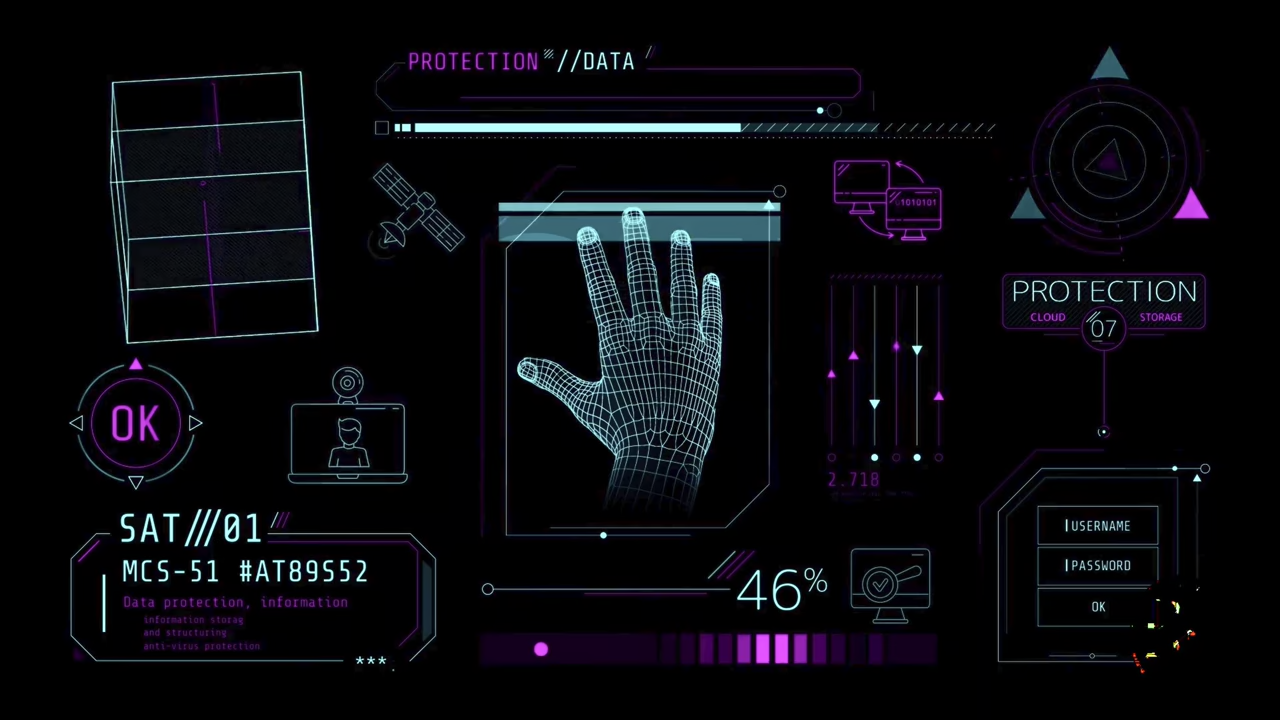 PROTECTION//DATA
01010101
PROTECTION
CLOUD
07
STORAGE
OK
2.718
SAT///01
MCS-51 #AT89S52
Data protection, information
information storag
and structuring
anti-virus protection
***
46%
USERNAME
PASSWORD
OK